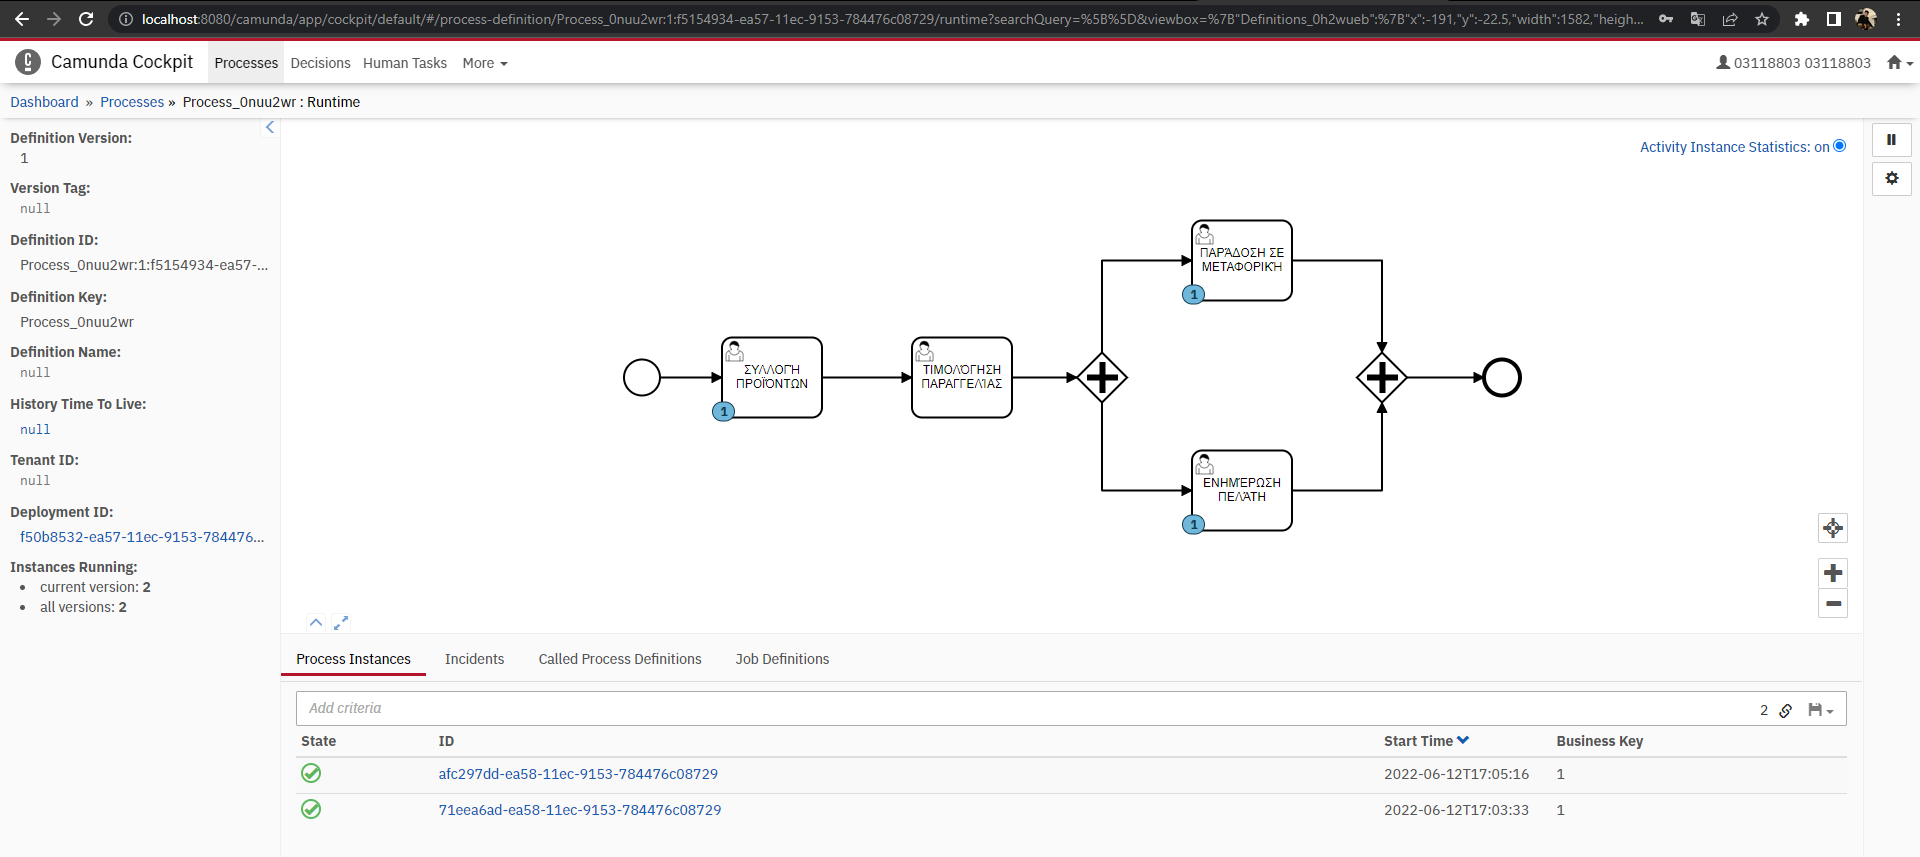 localhost:8080/camunda/app/cockpit/default/#/process-definition/Process_0nuu2wr:1:f5154934-ea57-11ec-9153-784476c08729/runtime?searchQuery=%5B%5D&viewbox=%7B"Definitions_0h2wueb":%7B"x":-191,"y":-22.5,"width":1582,"heigh...
Camunda Cockpit
Processes
Decisions
Human Tasks
More
03118803 03118803
Dashboard » Processes » Process_0nuu2wr : Runtime
Definition Version:
1
Version Tag:
null
Definition ID:
Process_0nuu2wr:1:f5154934-ea57-...
Definition Key:
Process_0nuu2wr
Definition Name:
null
History Time To Live:
null
Tenant ID:
null
Deployment ID:
f50b8532-ea57-11ec-9153-784476...
Instances Running:
current version: 2
all versions: 2
Activity Instance Statistics: on
ΣΥΛΛΟΓΉ
ΠΡΟΪΌΝΤΩΝ
1
ΤΙΜΟΛΌΓΗΣΗ
ΠΑΡΑΓΓΕΛΊΑΣ
ΠΑΡΆΔΟΣΗ ΣΕ
ΜΕΤΑΦΟΡΙΚΉ
1
ΕΝΗΜΈΡΩΣΗ
ΠΕΛΆΤΗ
1
Process Instances
Incidents
Called Process Definitions
Job Definitions
Add criteria
2
State ID Start Time Business Key
afc297dd-ea58-11ec-9153-784476c08729 2022-06-12T17:05:16 1
71eea6ad-ea58-11ec-9153-784476c08729 2022-06-12T17:03:33 1